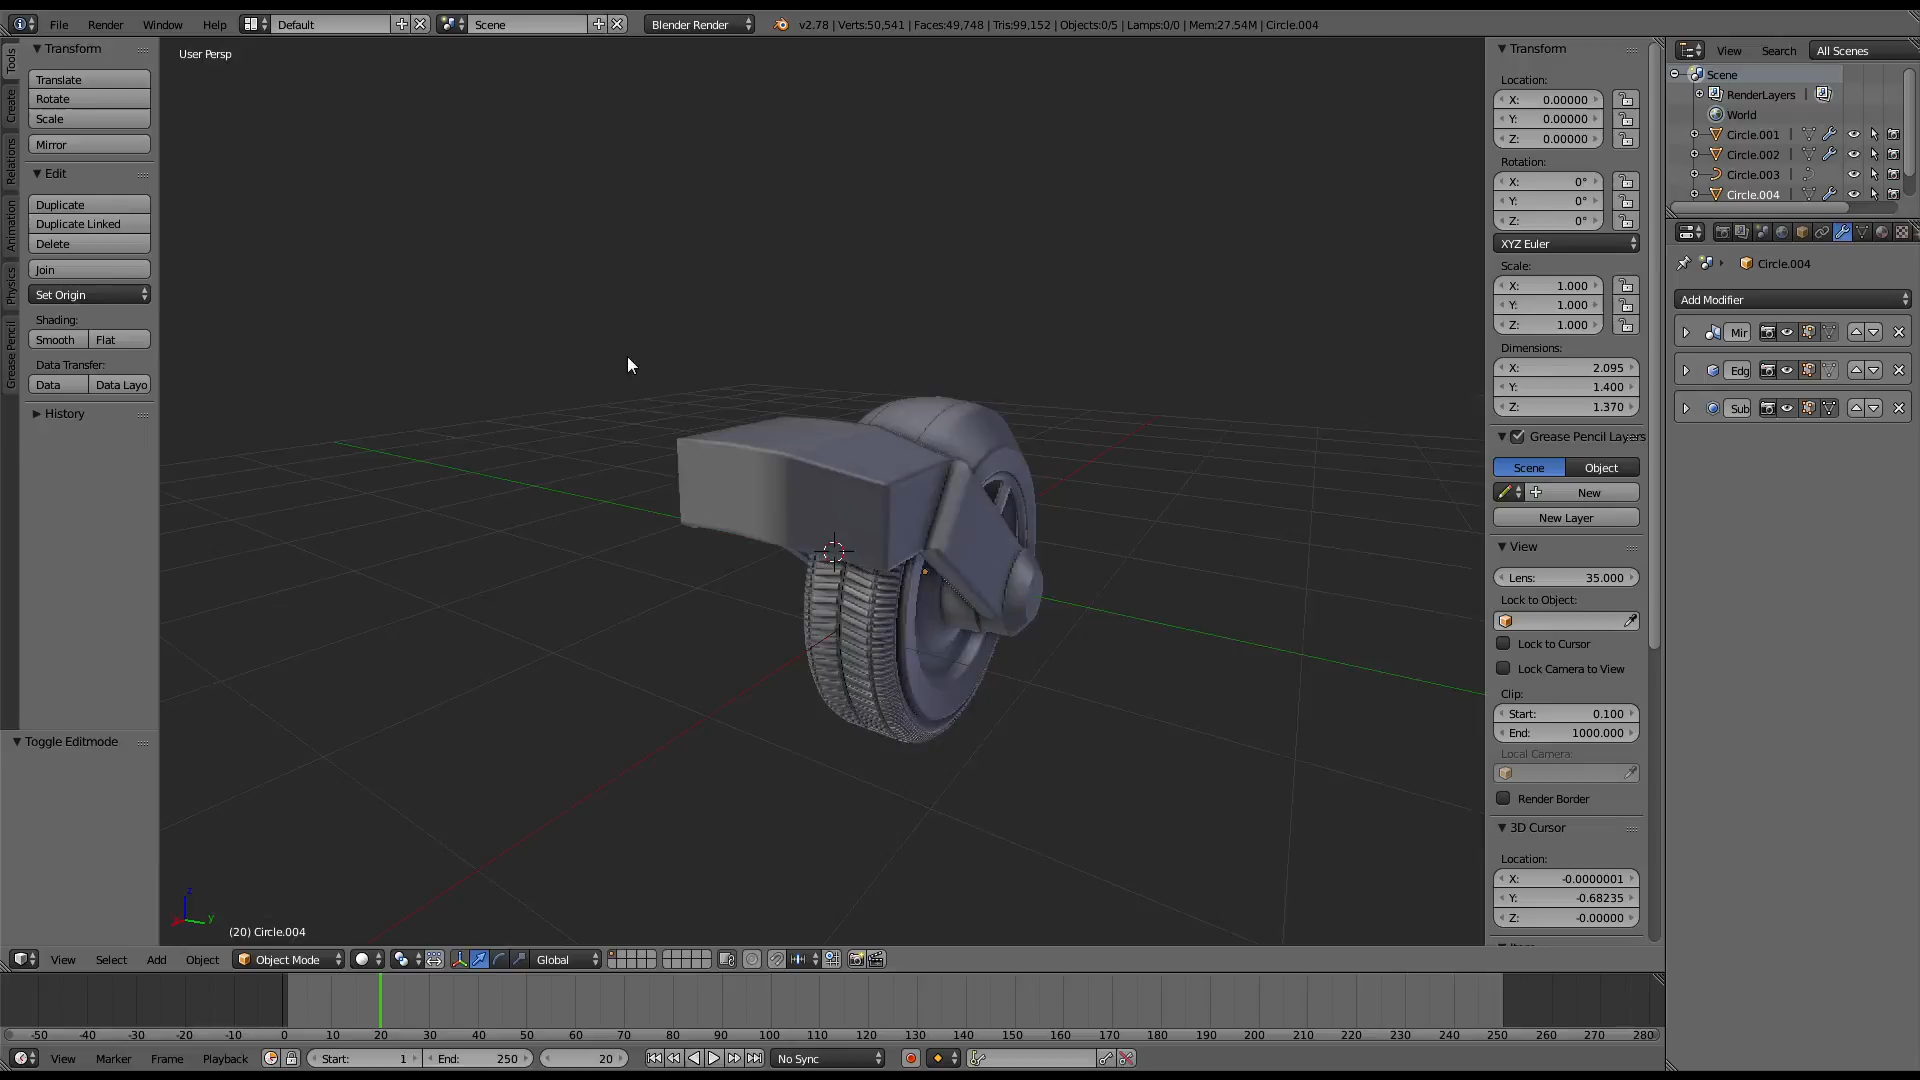 File Render Window Help Default Scene Blender Render v2.78 | Verts:50,541 | Faces:49,748 | Tris:99,152 | Objects:0/5 | Lamps:0/0 | Mem:27.54M | Circle.004
Tools
Create
Relations
Animation
Physics
Grease Pencil
Transform
Translate
Rotate
Scale
Mirror
Edit
Duplicate
Duplicate Linked
Delete
Join
Set Origin
Shading:
Smooth Flat
Data Transfer:
Data Data Layo
History
Toggle Editmode
User Persp
z
y
(20) Circle.004
Transform
Location:
X: 0.00000
Y: 0.00000
Z: 0.00000
Rotation:
X: 0°
Y: 0°
Z: 0°
XYZ Euler
Scale:
X: 1.000
Y: 1.000
Z: 1.000
Dimensions:
X: 2.095
Y: 1.400
Z: 1.370
Grease Pencil Layers
Scene Object
New
New Layer
View
Lens: 35.000
Lock to Object:
Lock to Cursor
Lock Camera to View
Clip:
Start: 0.100
End: 1000.000
Local Camera:
Render Border
3D Cursor
Location:
X: -0.0000001
Y: -0.68235
Z: -0.00000
View Search All Scenes
Scene
RenderLayers |
World
Circle.001 |
Circle.002 |
Circle.003 |
Circle.004 |
Circle.004
Add Modifier
Mir
Edg
Sub
View Select Add Object Object Mode Global
-50 -40 -30 -20 -10 0 10 20 30 40 50 60 70 80 90 100 110 120 130 140 150 160 170 180 190 200 210 220 230 240 250 260 270 280
View Marker Frame Playback Start: 1 End: 250 20 No Sync